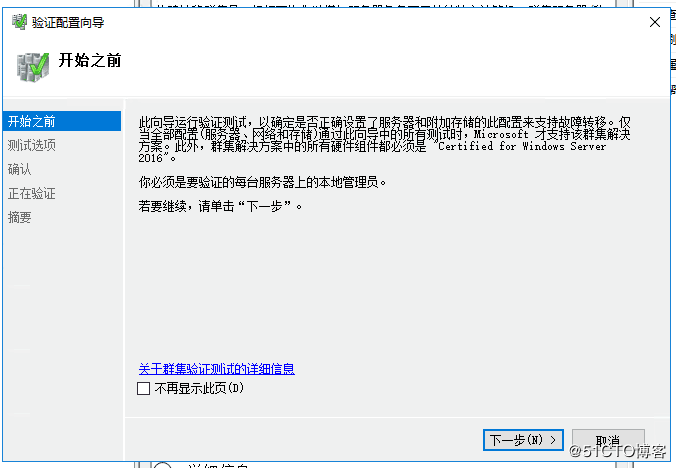 验证配置向导
开始之前
开始之前
测试选项
确认
正在验证
摘要
此向导运行验证测试，以确定是否正确设置了服务器和附加存储的此配置来支持故障转移。仅
当全部配置(服务器、网络和存储)通过此向导中的所有测试时，Microsoft 才支持该群集解决
方案。此外，群集解决方案中的所有硬件组件都必须是 "Certified for Windows Server
2016"。
你必须是要验证的每台服务器上的本地管理员。
若要继续，请单击“下一步”。
关于群集验证测试的详细信息
不再显示此页(D)
下一步(N) >
取消
@51CTO博客